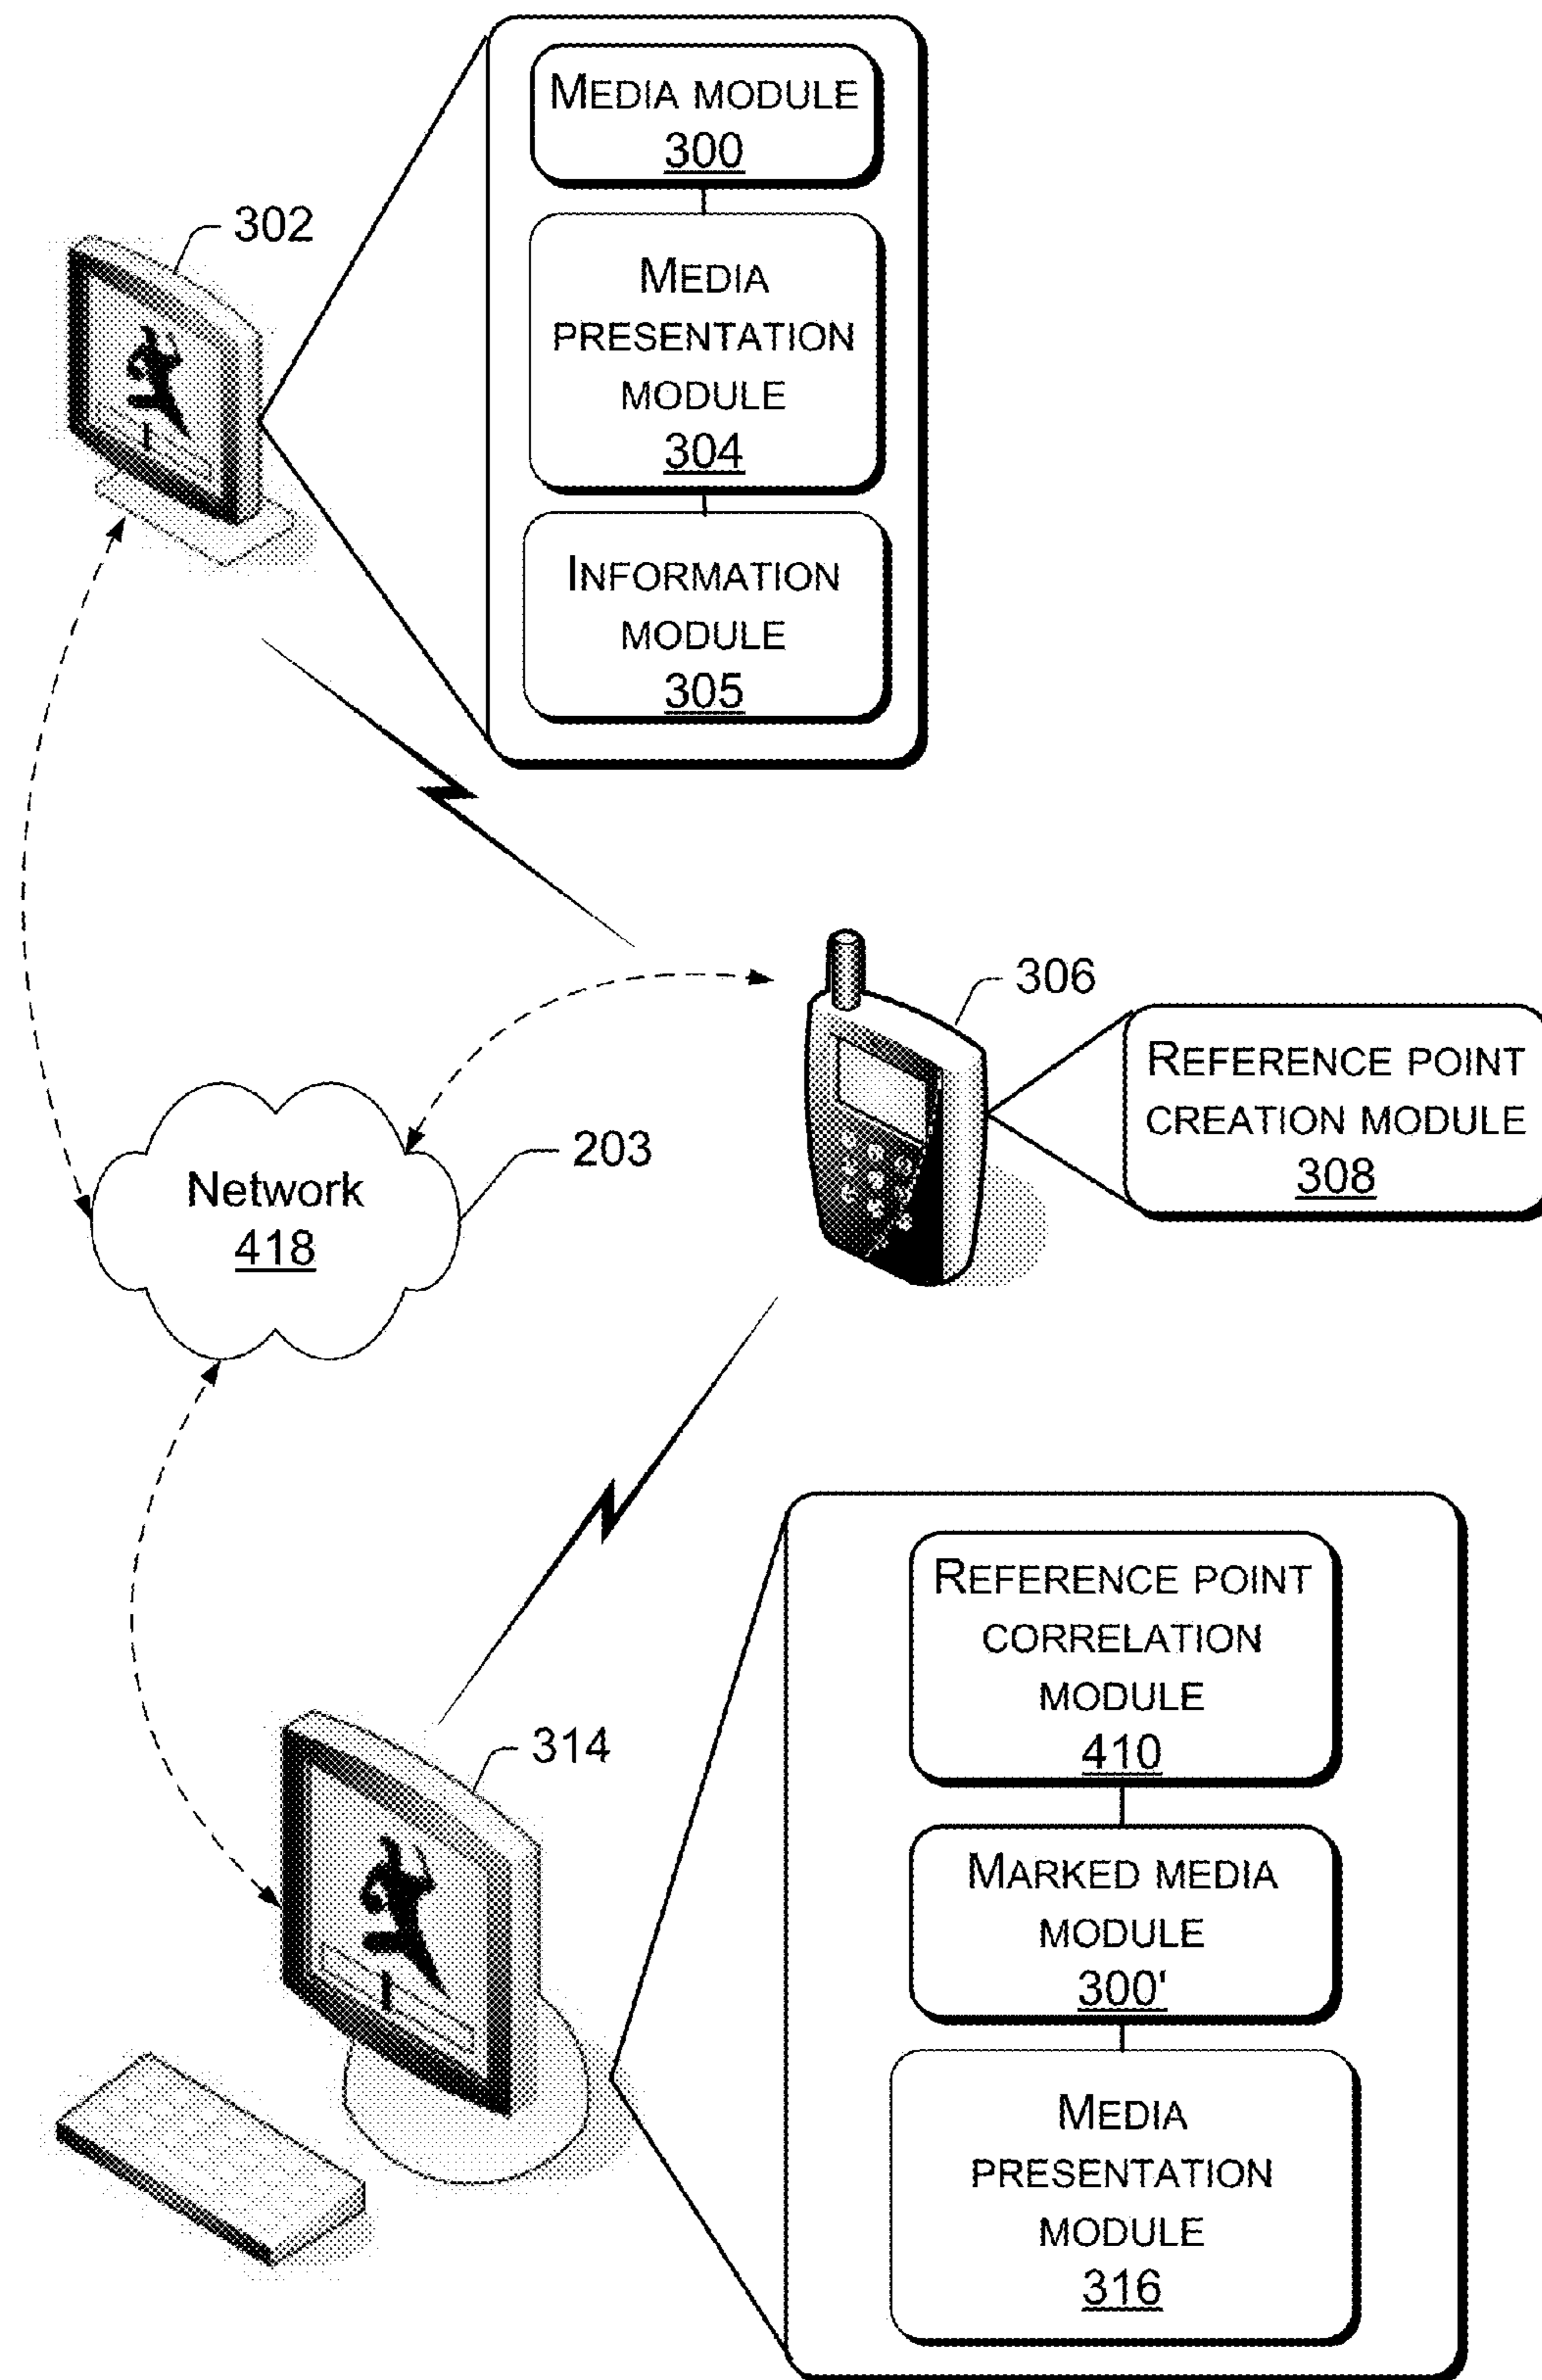 MEDIA MODULE
300
302
MEDIA
PRESENTATION
MODULE
304
INFORMATION
MODULE
305
306
REFERENCE POINT
CREATION MODULE
308
203
Network
418
REFERENCE POINT
CORRELATION
MODULE
410
314
MARKED MEDIA
MODULE
300'
MEDIA
PRESENTATION
MODULE
316